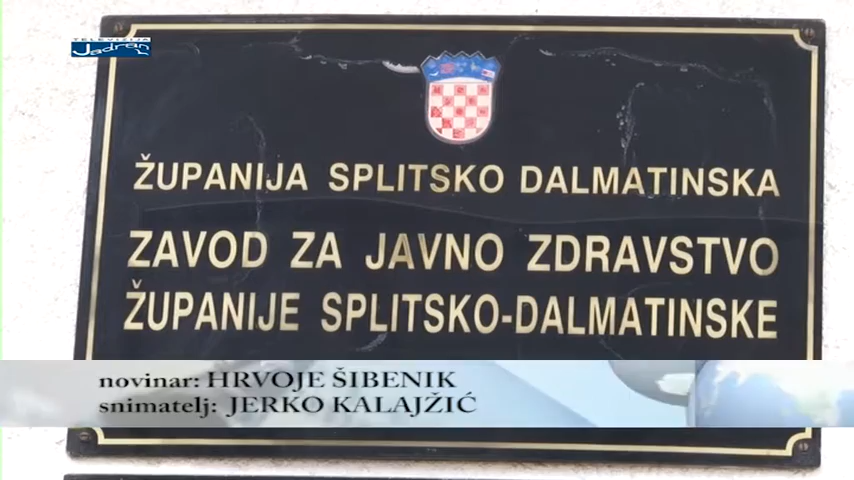 TELEVIZIJA
Jadran
ŽUPANIJA SPLITSKO DALMATINSKA
ZAVOD ZA JAVNO ZDRAVSTVO
ŽUPANIJE SPLITSKO-DALMATINSKE
novinar: HRVOJE ŠIBENIK
snimatelj: JERKO KALAJŽIĆ